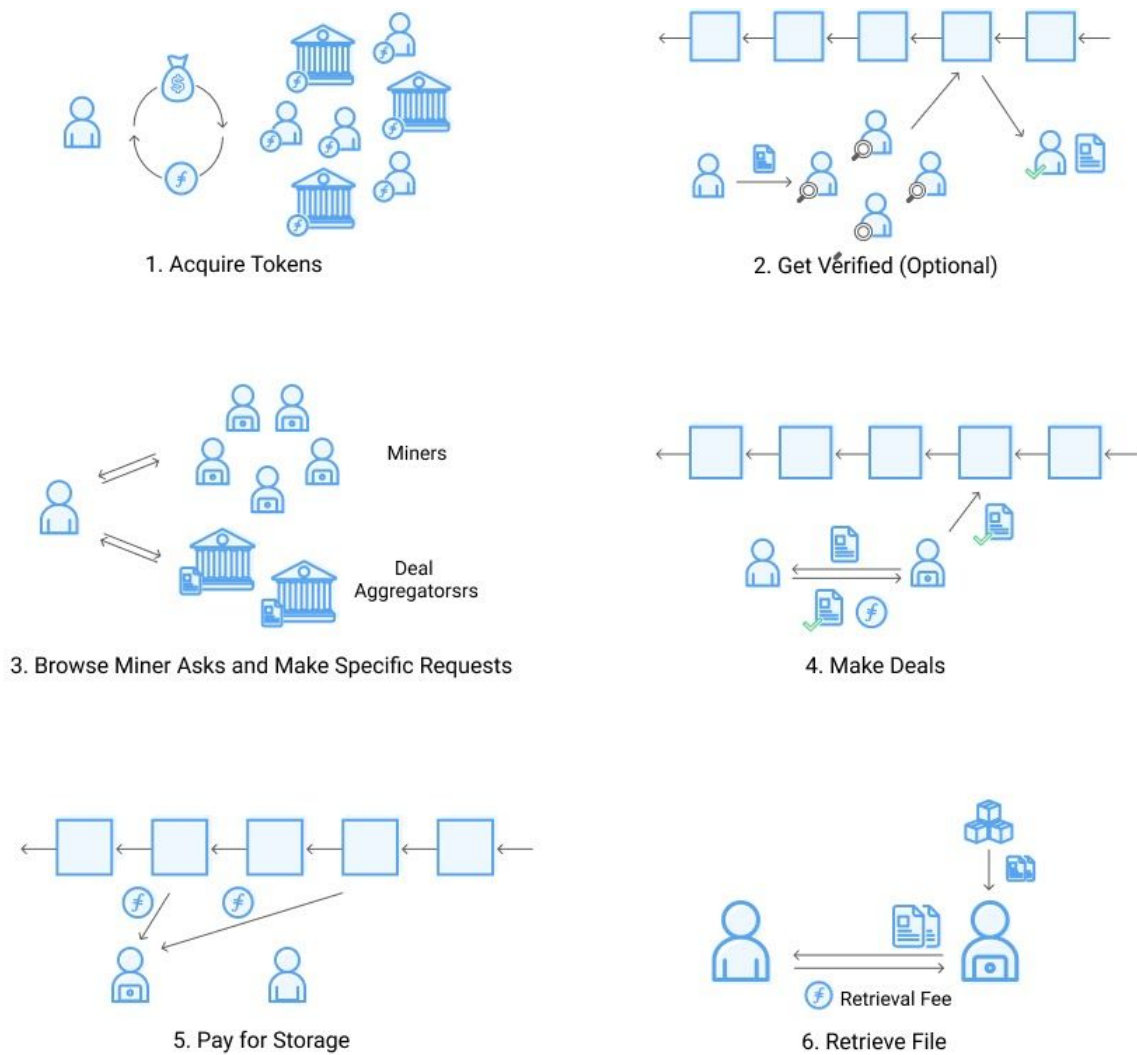 1. Acquire Tokens
2. Get Verified (Optional)
Miners
Deal
Aggregatorsrs
3. Browse Miner Asks and Make Specific Requests
4. Make Deals
5. Pay for Storage
Retrieval Fee
6. Retrieve File